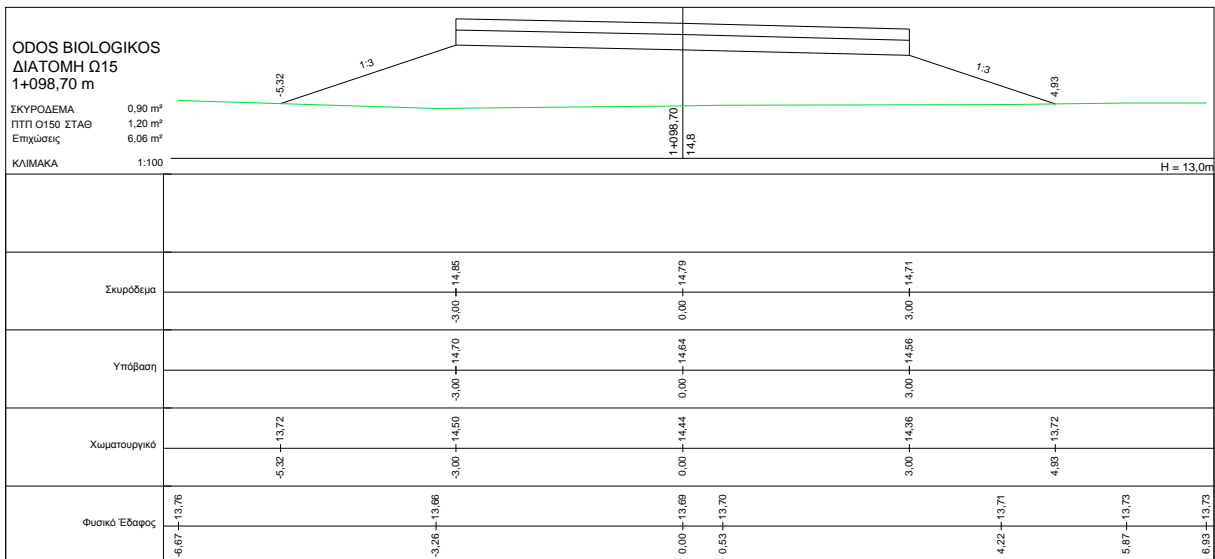 ODOS BIOLOGIKOS
ΔΙΑΤΟΜΗ Ω15
1+098,70 m
ΣΚΥΡΟΔΕΜΑ 0,90 m²
ΠΤΠ Ο150 ΣΤΑΘ 1,20 m²
Επιχώσεις 6,06 m²
ΚΛΙΜΑΚΑ 1:100
-5,32
1:3
1+098,70
14,8
1:3
4,93
H = 13,0m
Σκυρόδεμα
14,85 14,79 14,71
-3,00 0,00 3,00
Υπόβαση
14,70 14,64 14,56
-3,00 0,00 3,00
Χωματουργικό
13,72 14,50 14,44 14,36 13,72
-5,32 -3,00 0,00 3,00 4,93
Φυσικό Έδαφος
13,76 13,66 13,69 13,70 13,71 13,73 13,73
-6,67 -3,26 0,00 0,53 4,22 5,87 6,93